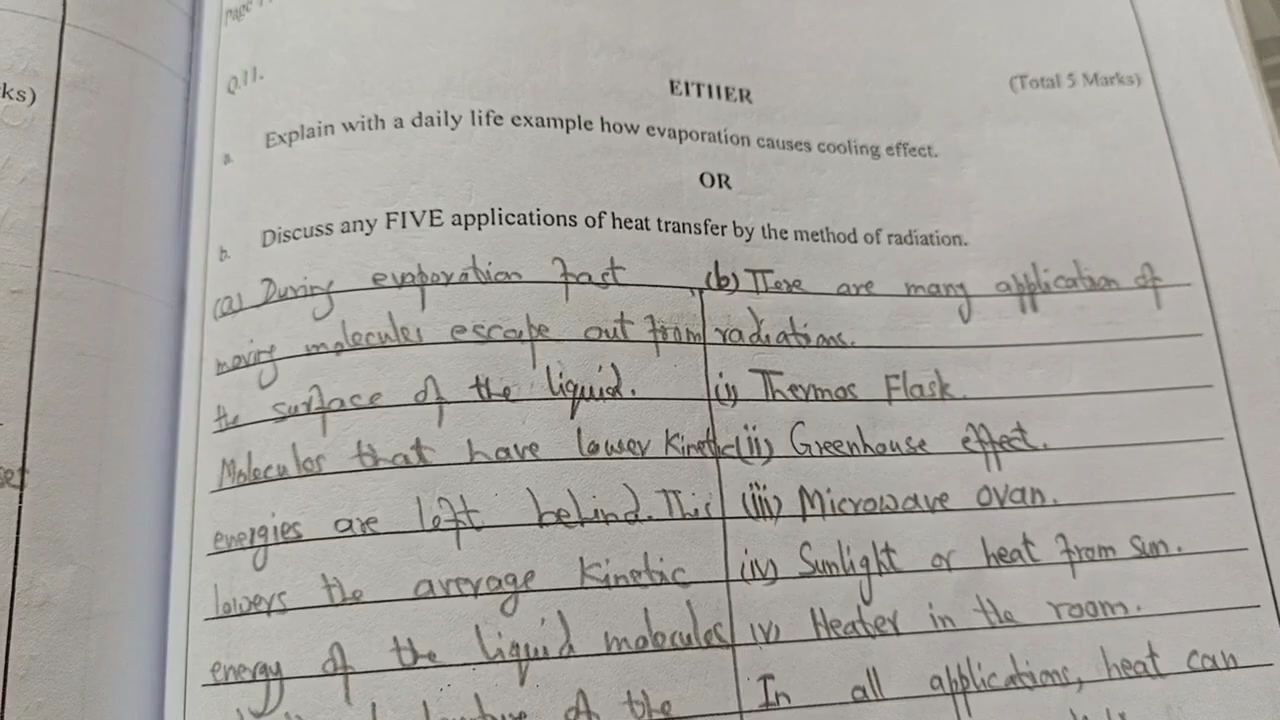 Page
ks)
Q.11.
EITHER
(Total 5 Marks)
a. Explain with a daily life example how evaporation causes cooling effect.
OR
b. Discuss any FIVE applications of heat transfer by the method of radiation.
(a) During evaporation fast
moving molecules escape out from
the surface of the liquid.
Molecules that have lower Kinetic
energies are left behind. This
lowers the average Kinetic
energy of the liquid molecules
of the
(b) There are many application of
radiations.
(i) Thermos Flask.
(ii) Greenhouse effect.
(iii) Microwave ovan.
(iv) Sunlight or heat from sun.
(v) Heater in the room.
In all applications, heat can